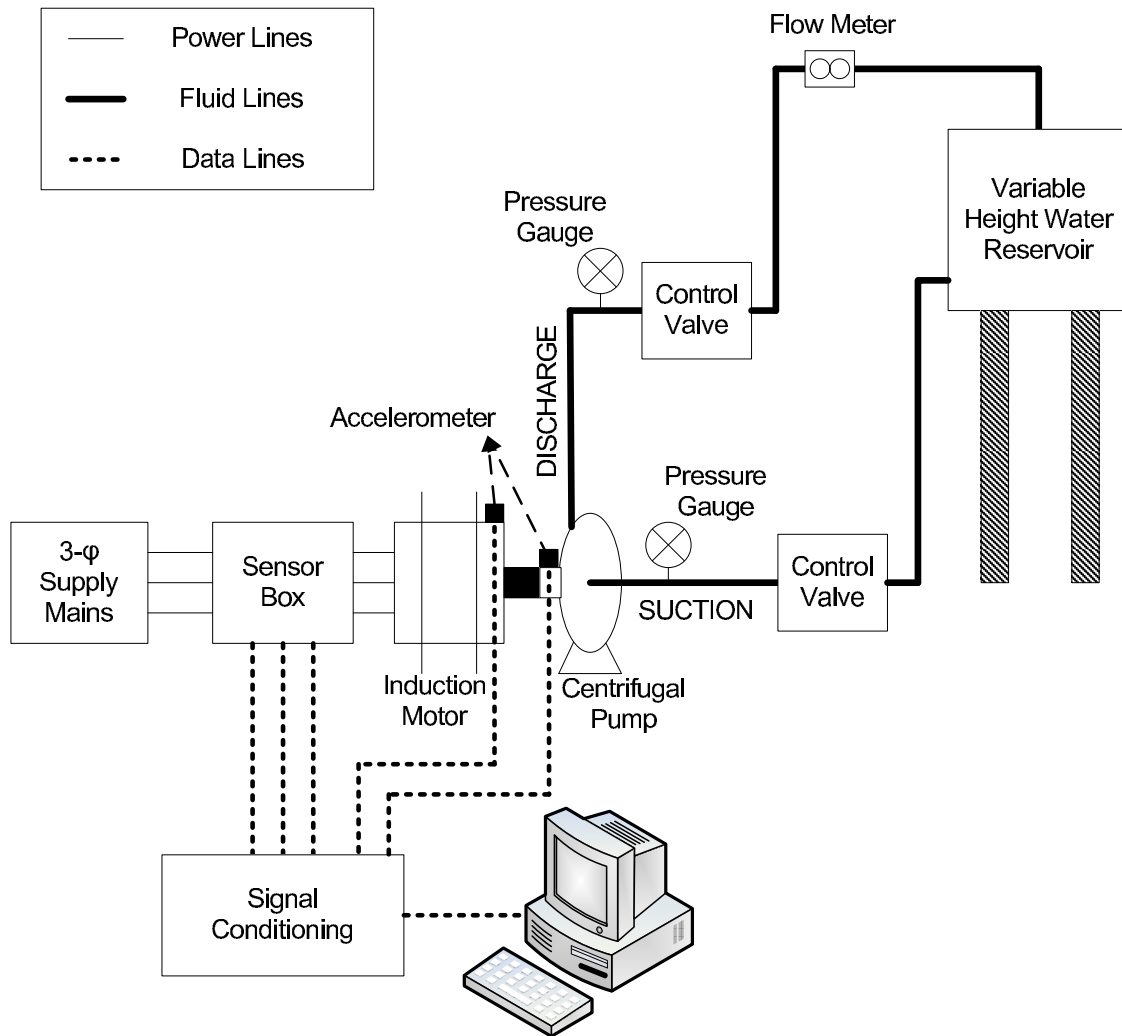 Power Lines
Fluid Lines
Data Lines
Flow Meter
Variable
Height Water
Reservoir
Pressure
Gauge
Control
Valve
DISCHARGE
Accelerometer
Pressure
Gauge
3-φ
Supply
Mains
Sensor
Box
Control
Valve
SUCTION
Induction
Motor
Centrifugal
Pump
Signal
Conditioning